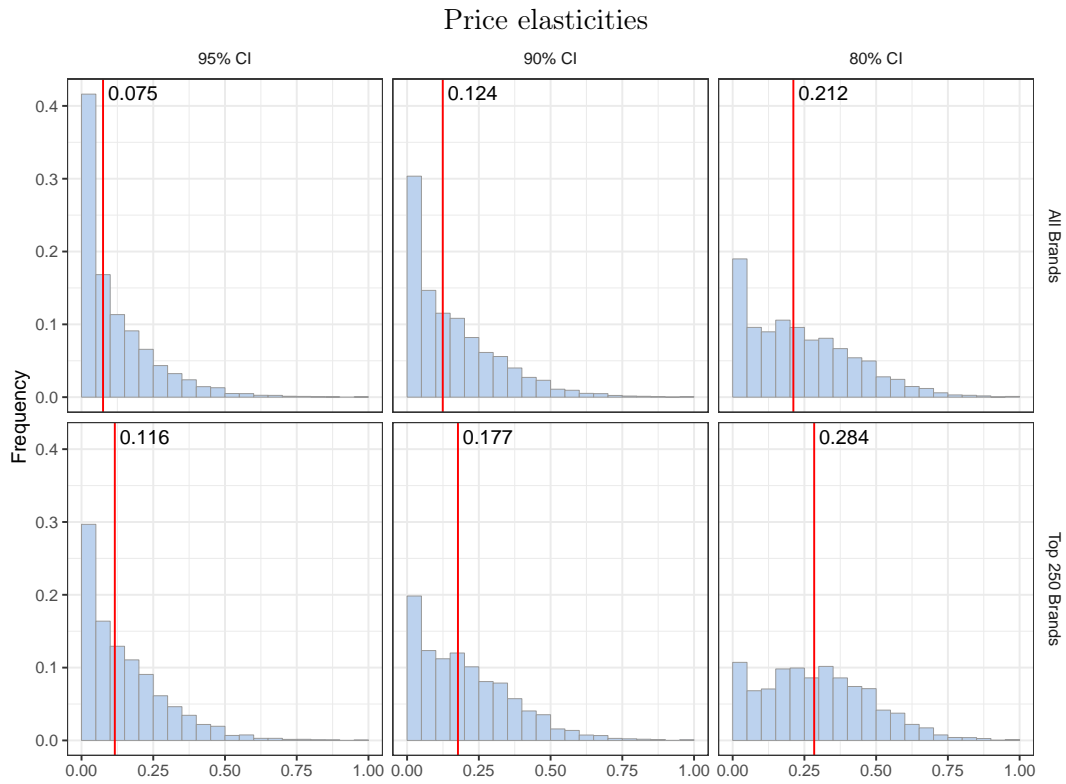 Price elasticities
95% CI
90% CI
80% CI
0.075
0.124
0.212
0.4
0.3
0.2
0.1
0.0
All Brands
Frequency
0.116
0.177
0.284
0.4
0.3
0.2
0.1
0.0
Top 250 Brands
0.00 0.25 0.50 0.75 1.00
0.00 0.25 0.50 0.75 1.00
0.00 0.25 0.50 0.75 1.00